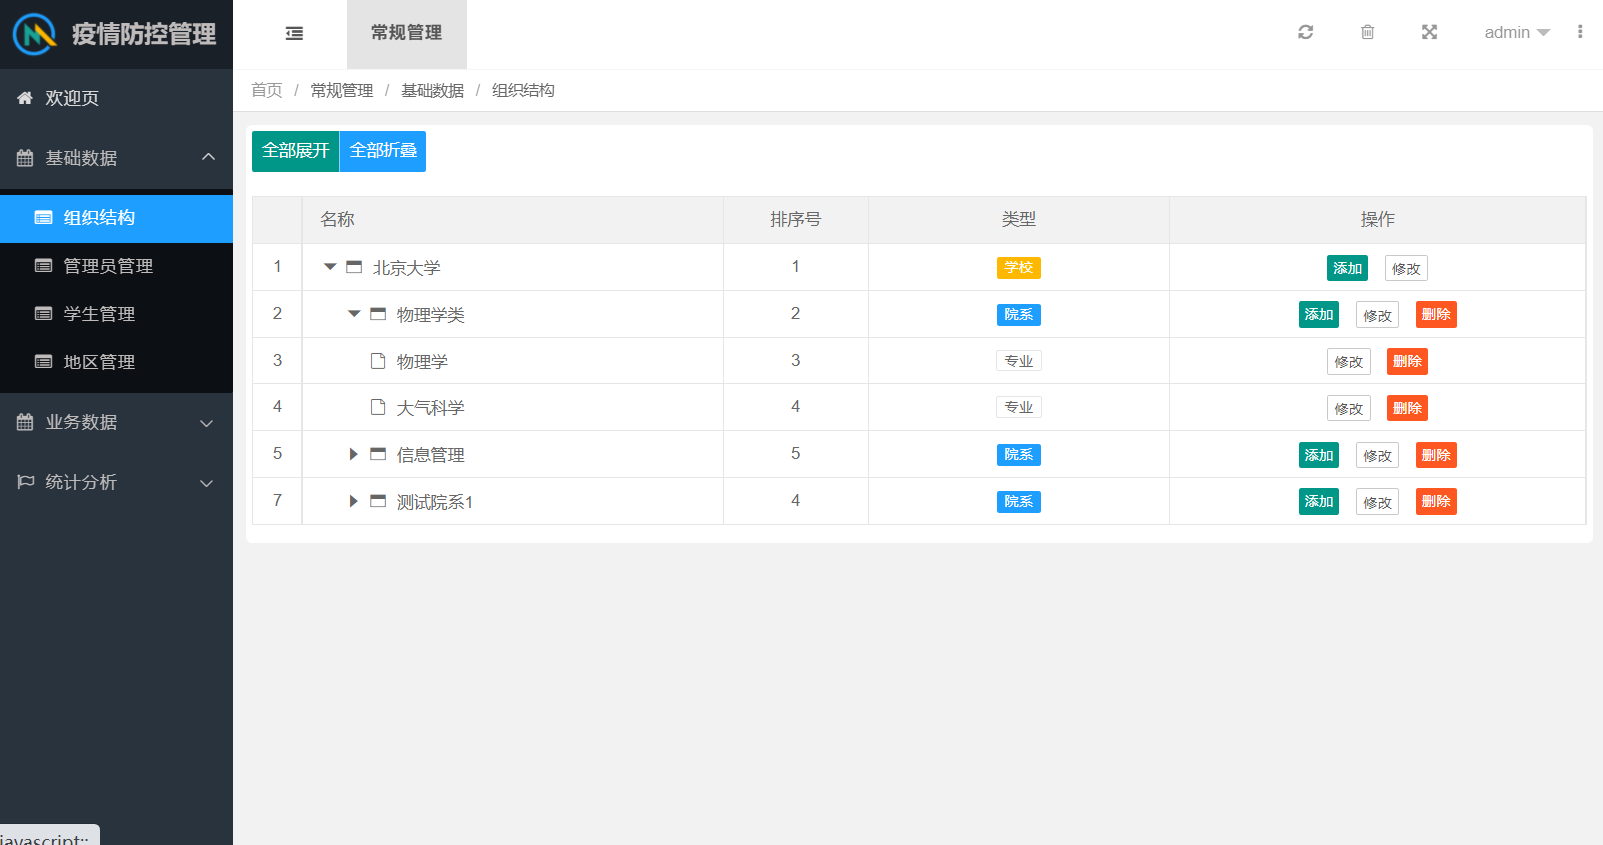 疫情防控管理
常规管理
admin
首页 / 常规管理 / 基础数据 / 组织结构
欢迎页
基础数据
组织结构
管理员管理
学生管理
地区管理
业务数据
统计分析
全部展开 全部折叠
名称 排序号 类型 操作
1 北京大学 1 学校 添加 修改
2 物理学类 2 院系 添加 修改 删除
3 物理学 3 专业 修改 删除
4 大气科学 4 专业 修改 删除
5 信息管理 5 院系 添加 修改 删除
7 测试院系1 4 院系 添加 修改 删除
javascript:;